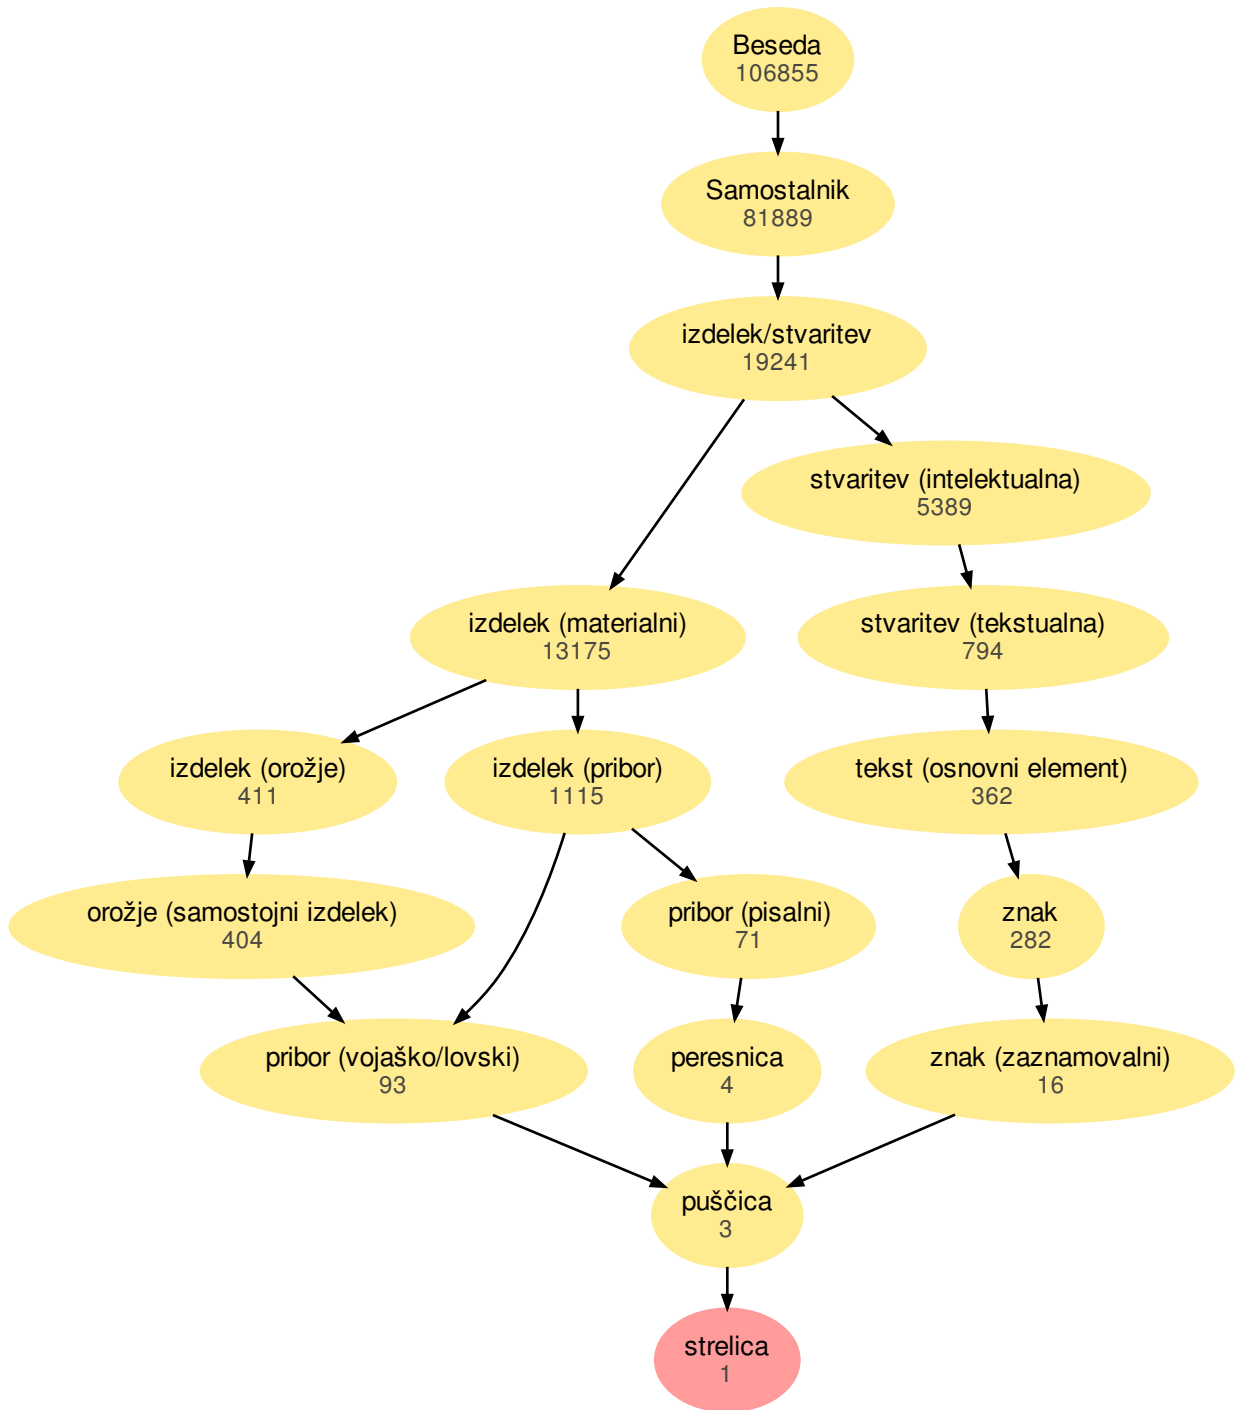 Beseda
106855
Samostalnik
81889
izdelek/stvaritev
19241
stvaritev (intelektualna)
5389
izdelek (materialni)
13175
stvaritev (tekstualna)
794
izdelek (orožje)
411
izdelek (pribor)
1115
tekst (osnovni element)
362
orožje (samostojni izdelek)
404
pribor (pisalni)
71
znak
282
pribor (vojaško/lovski)
93
peresnica
4
znak (zaznamovalni)
16
puščica
3
strelica
1